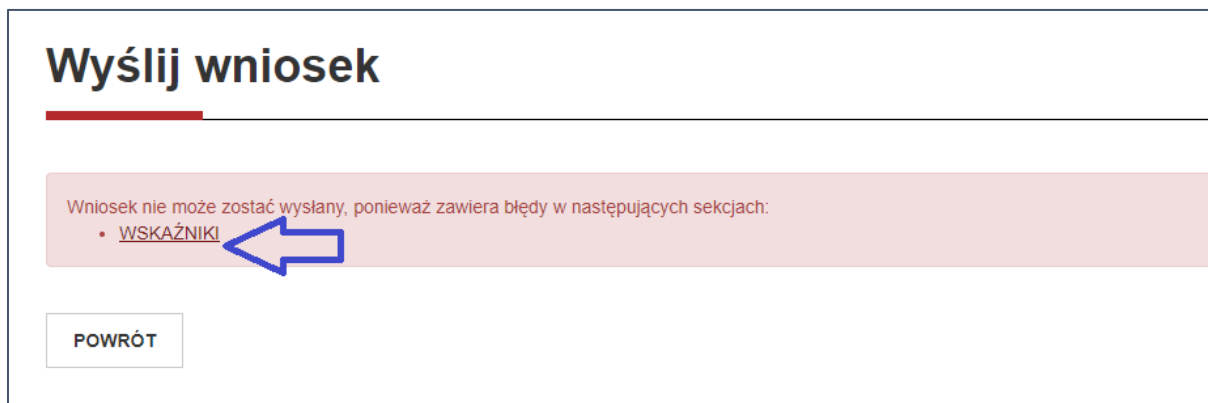 Wyślij wniosek
Wniosek nie może zostać wysłany, ponieważ zawiera błędy w następujących sekcjach:
• WSKAŹNIKI
POWRÓT